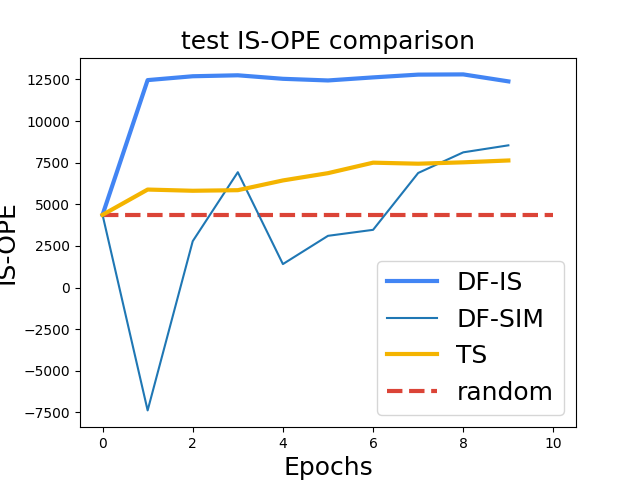 test IS-OPE comparison
IS-OPE
12500
10000
7500
5000
2500
0
−2500
−5000
−7500
0 2 4 6 8 10
Epochs
DF-IS
DF-SIM
TS
random